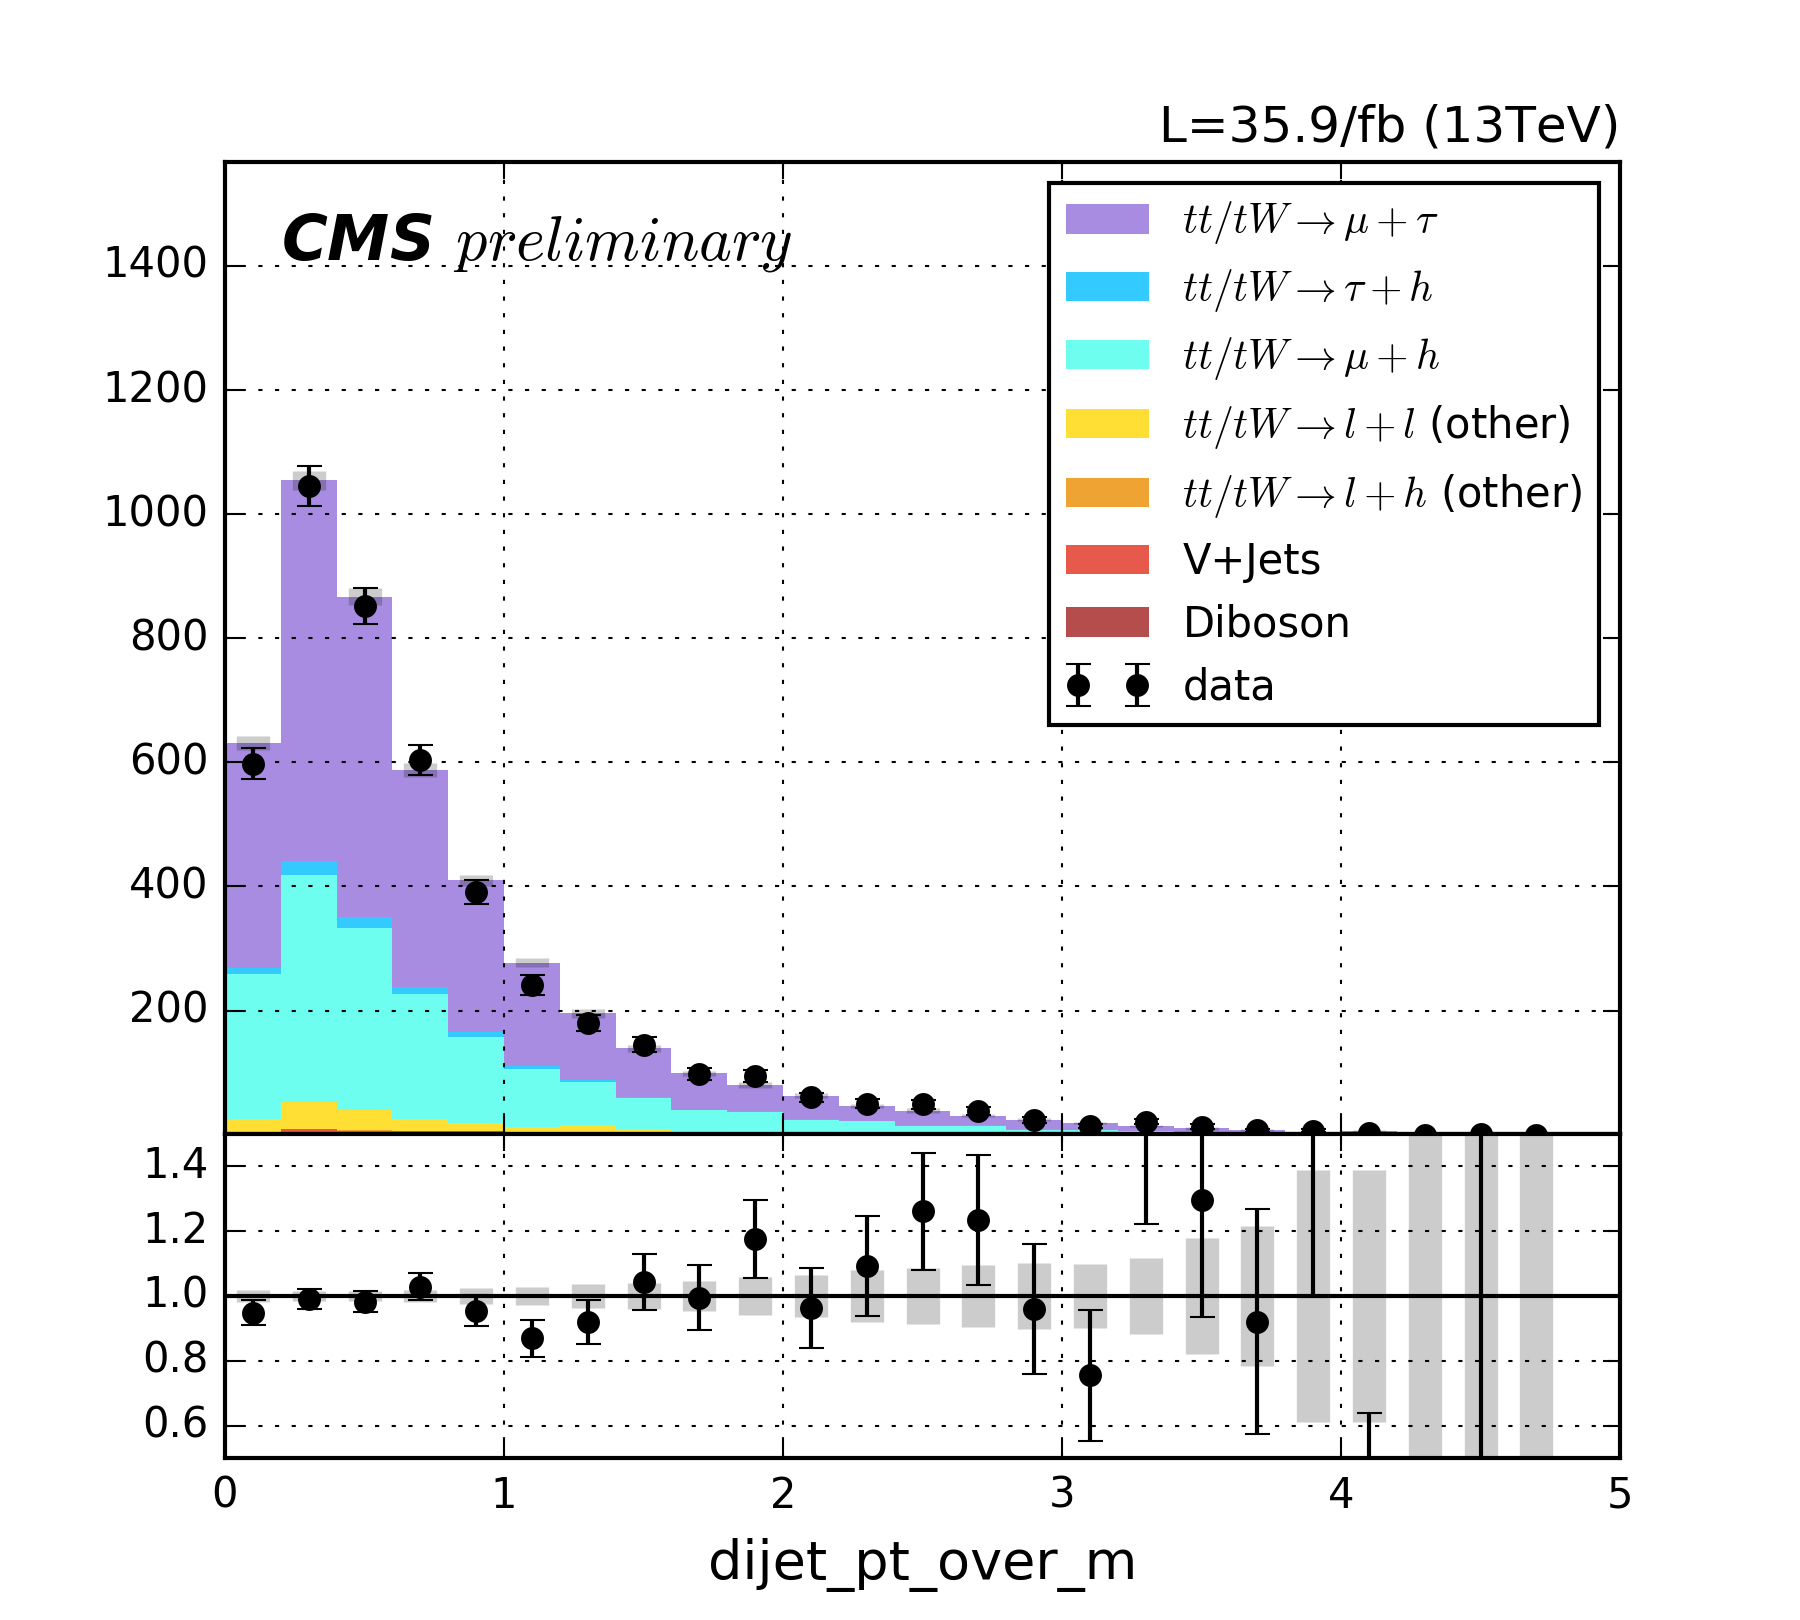 L=35.9/fb (13TeV)
CMS preliminary
tt/tW→μ+τ
tt/tW→τ+h
tt/tW→μ+h
tt/tW→l+l (other)
tt/tW→l+h (other)
V+Jets
Diboson
data
1400
1200
1000
800
600
400
200
1.4
1.2
1.0
0.8
0.6
0 1 2 3 4 5
dijet_pt_over_m